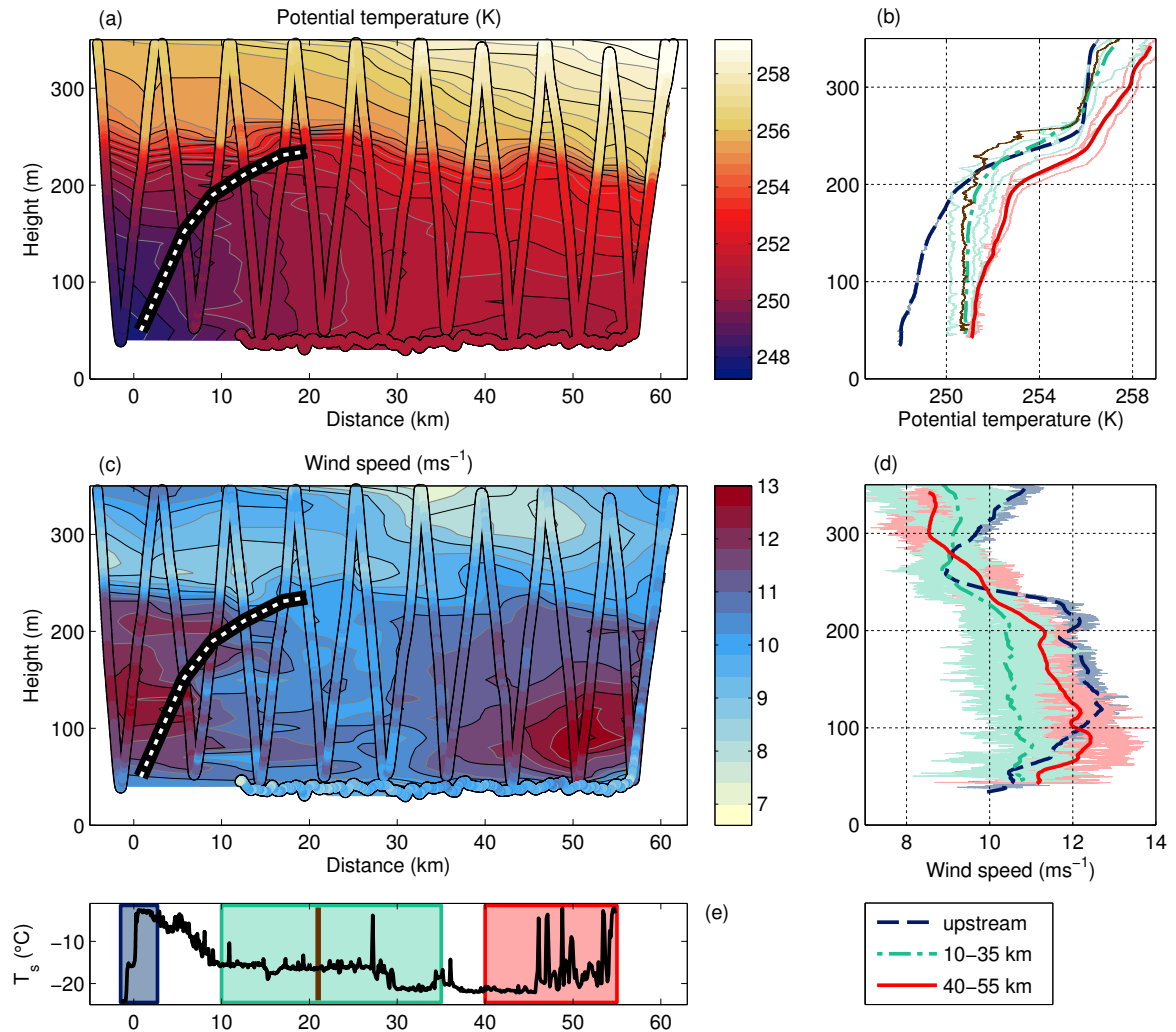 (a) Potential temperature (K)
(b)
300
200
100
0
Height (m)
0 10 20 30 40 50 60
Distance (km)
258
256
254
252
250
248
300
200
100
0
250 254 258
Potential temperature (K)
(c) Wind speed (ms⁻¹)
(d)
300
200
100
0
Height (m)
0 10 20 30 40 50 60
Distance (km)
13
12
11
10
9
8
7
300
200
100
0
8 10 12 14
Wind speed (ms⁻¹)
(e)
−10
−20
T_s (°C)
0 10 20 30 40 50 60
upstream
10−35 km
40−55 km